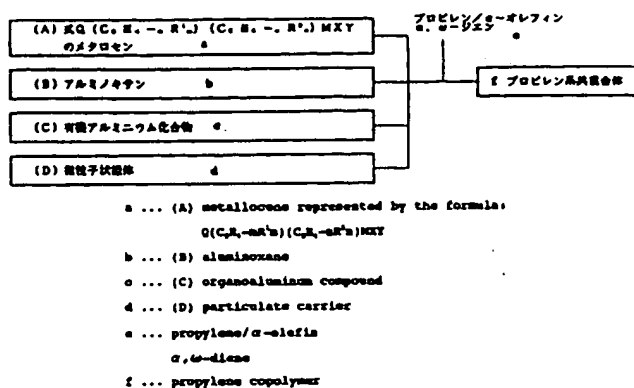 (A) 式Q (C₅ H₄ −ₘ R¹ₘ) (C₅ H₄ −ₙ R²ₙ) MXY
のメタロセン a
(B) アルミノキサン b
(C) 有機アルミニウム化合物 c
(D) 微粒子状担体 d
プロピレン/α−オレフィン
α, ω−ジエン
e
f プロピレン系共重合体
a ... (A) metallocene represented by the formula:
Q(C₅H₄-mR¹m)(C₅H₄-nR²n)MXY
b ... (B) aluminoxane
c ... (C) organoaluminum compound
d ... (D) particulate carrier
e ... propylene/α-olefin
α,ω-diene
f ... propylene copolymer